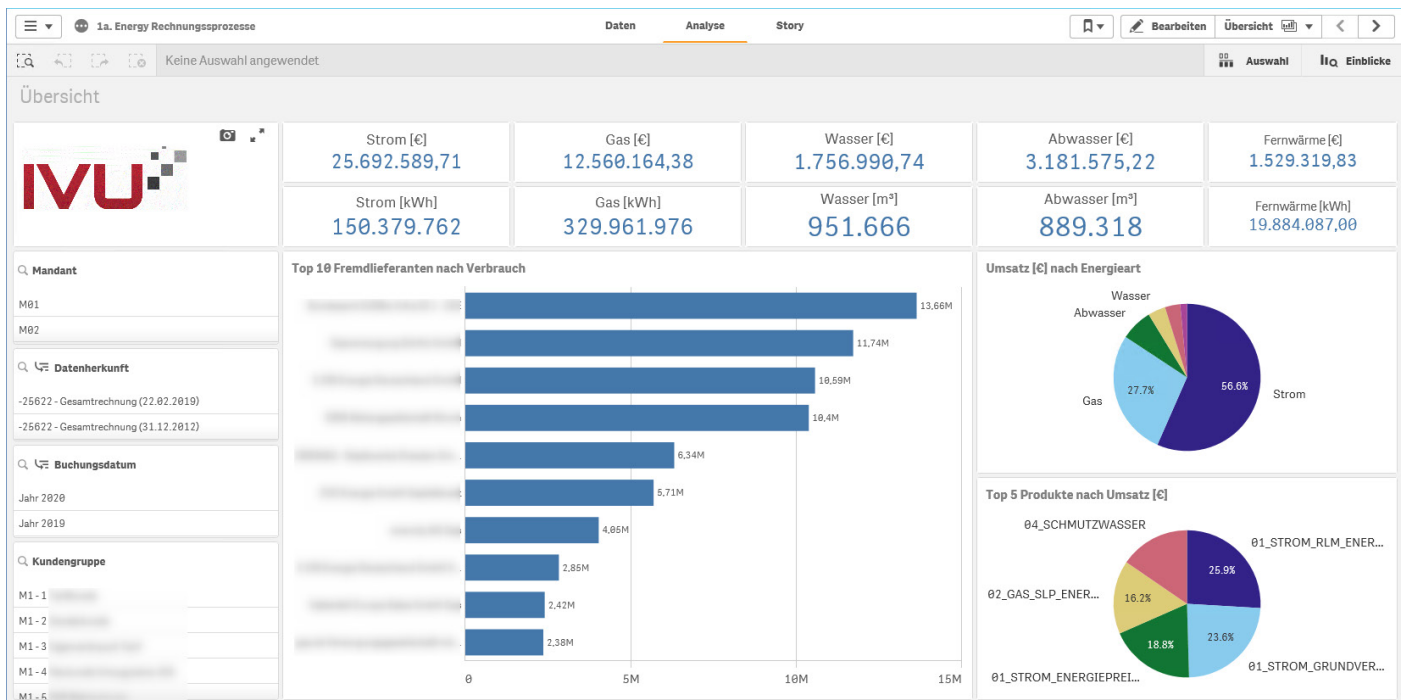 1a. Energy Rechnungsprozesse
Daten
Analyse
Story
Bearbeiten
Übersicht
Keine Auswahl angewendet
Auswahl
Einblicke
Übersicht
IVU
Strom [€]
25.692.589,71
Gas [€]
12.560.164,38
Wasser [€]
1.756.990,74
Abwasser [€]
3.181.575,22
Fernwärme [€]
1.529.319,83
Strom [kWh]
150.379.762
Gas [kWh]
329.961.976
Wasser [m³]
951.666
Abwasser [m³]
889.318
Fernwärme [kWh]
19.884.087,00
Mandant
M01
M02
Datenherkunft
-25622 - Gesamtrechnung (22.02.2019)
-25622 - Gesamtrechnung (31.12.2012)
Buchungsdatum
Jahr 2020
Jahr 2019
Kundengruppe
M1 - 1
M1 - 2
M1 - 3
M1 - 4
M1 - 5
Top 10 Fremdlieferanten nach Verbrauch
13,66M
11,74M
10,59M
10,4M
6,34M
5,71M
4,05M
2,85M
2,42M
2,38M
0
5M
10M
15M
Umsatz [€] nach Energieart
Wasser
Abwasser
27.7%
56.6%
Gas
Strom
Top 5 Produkte nach Umsatz [€]
04_SCHMUTZWASSER
01_STROM_RLM_ENER...
25.9%
02_GAS_SLP_ENER...
16.2%
23.6%
18.8%
01_STROM_GRUNDVER...
01_STROM_ENERGIEPREI...